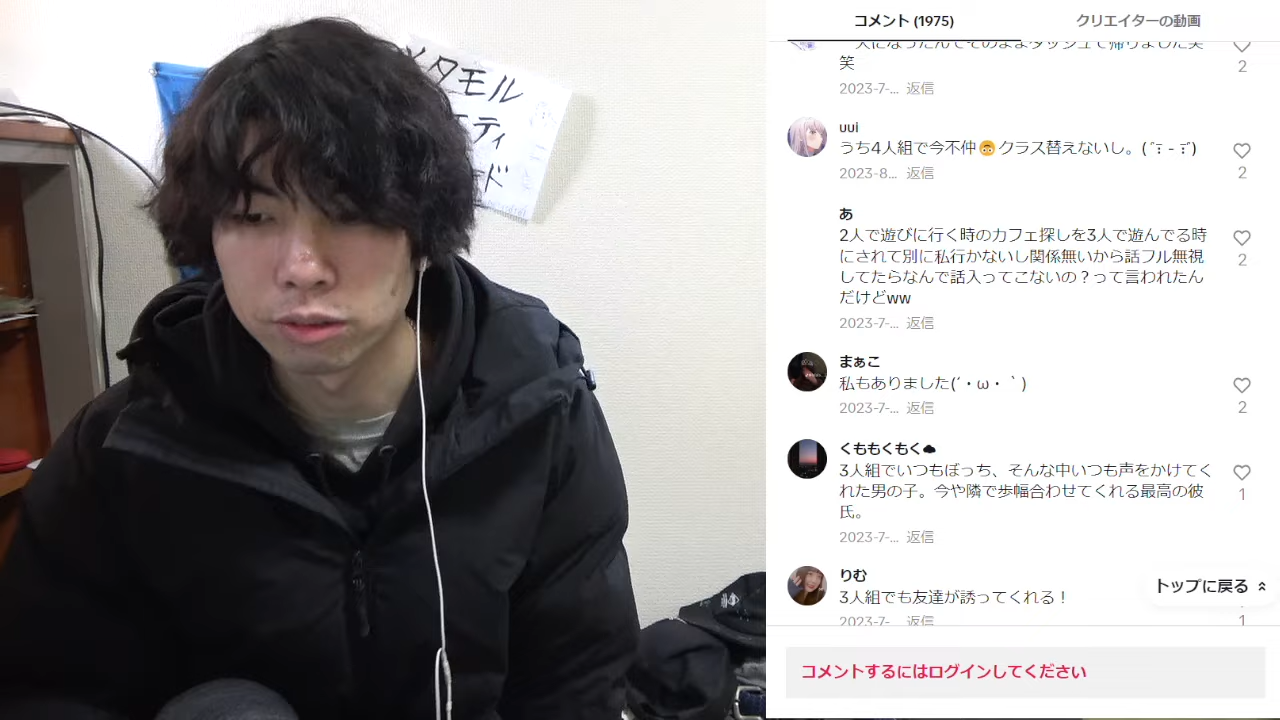 メタモル
ティ
ド
コメント (1975)
クリエイターの動画
笑
2
2023-7-... 返信
uui
うち4人組で今不仲🙃クラス替えないし。( ˊ̄ ; - ; ˋ̄ )
2023-8... 返信
2
あ
2人で遊びに行く時のカフェ探しを3人で遊んでる時
にされて別に私行かないし関係無いから話フル無視
してたらなんで話入ってこないの？って言われたん
だけどww
2
2023-7-... 返信
まぁこ
私もありました(´・ω・｀)
2023-7-... 返信
2
くももくもく☁
3人組でいつもぼっち、そんな中いつも声をかけてく
れた男の子。今や隣で歩幅合わせてくれる最高の彼
氏。
1
2023-7-... 返信
りむ
3人組でも友達が誘ってくれる！
トップに戻る
2023-7-... 返信
1
コメントするにはログインしてください